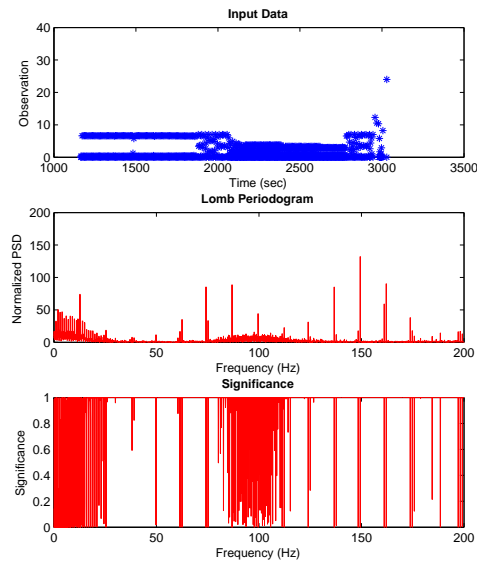 Input Data
40
30
20
10
0
Observation
1000 1500 2000 2500 3000 3500
Time (sec)
Lomb Periodogram
200
150
100
50
0
Normalized PSD
0 50 100 150 200
Frequency (Hz)
Significance
1
0.8
0.6
0.4
0.2
0
Significance
0 50 100 150 200
Frequency (Hz)